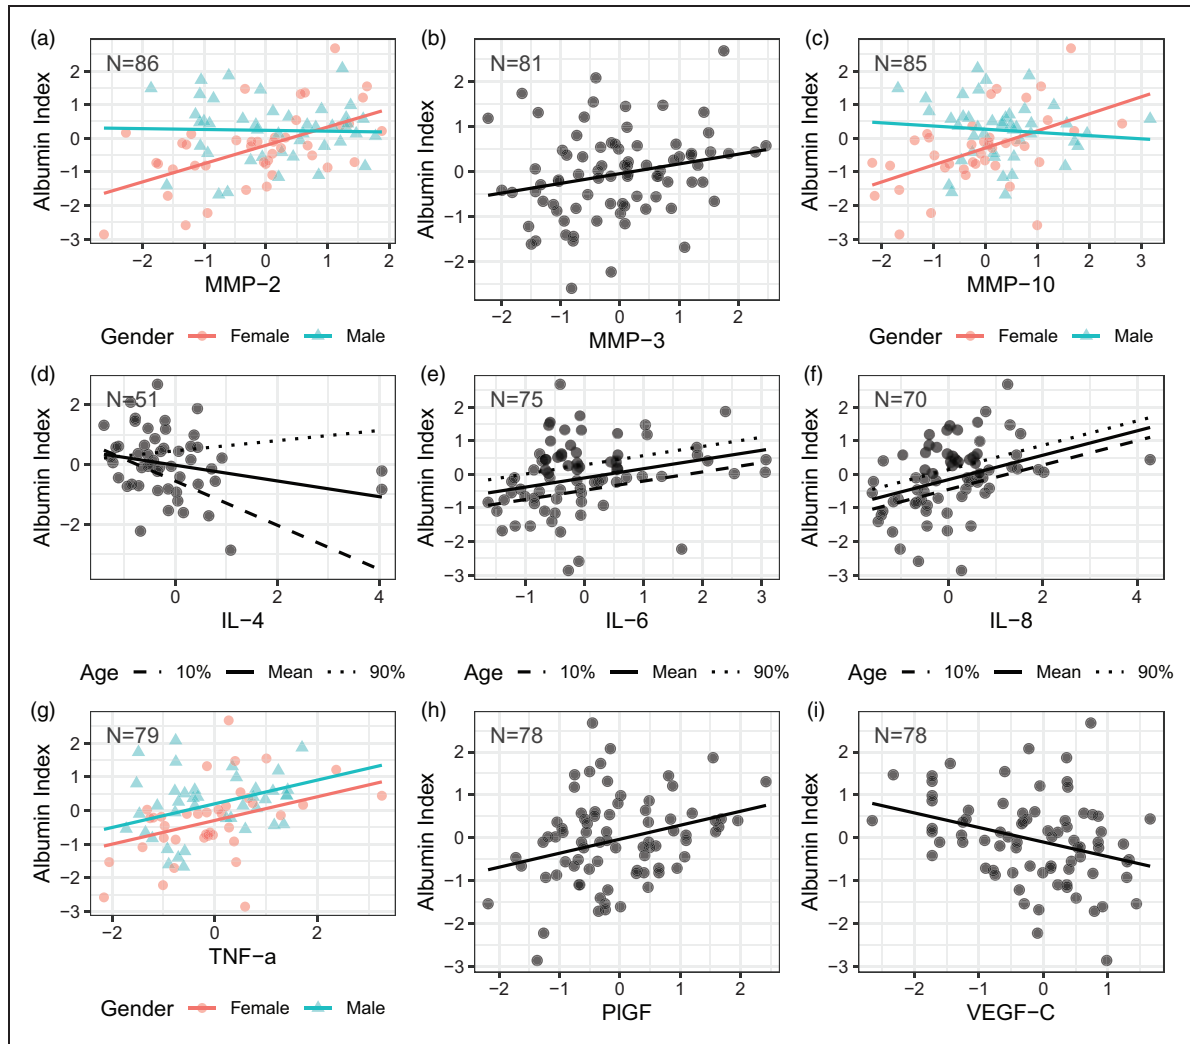 (a)
N=86
Albumin Index
2
1
0
−1
−2
−3
−2 −1 0 1 2
MMP−2
Gender Female Male
(b)
N=81
Albumin Index
2
1
0
−1
−2
−2 −1 0 1 2
MMP−3
(c)
N=85
Albumin Index
2
1
0
−1
−2
−3
−2 −1 0 1 2 3
MMP−10
Gender Female Male
(d)
N=51
Albumin Index
2
0
−2
0 2 4
IL−4
Age 10% Mean 90%
(e)
N=75
Albumin Index
2
1
0
−1
−2
−3
−1 0 1 2 3
IL−6
(f)
N=70
Albumin Index
2
1
0
−1
−2
−3
0 2 4
IL−8
Age 10% Mean 90%
Age 10% Mean 90%
(g)
N=79
Albumin Index
2
1
0
−1
−2
−3
−2 0 2
TNF−a
Gender Female Male
(h)
N=78
Albumin Index
2
1
0
−1
−2
−3
−2 −1 0 1 2
PIGF
(i)
N=78
Albumin Index
2
1
0
−1
−2
−3
−2 −1 0 1
VEGF−C